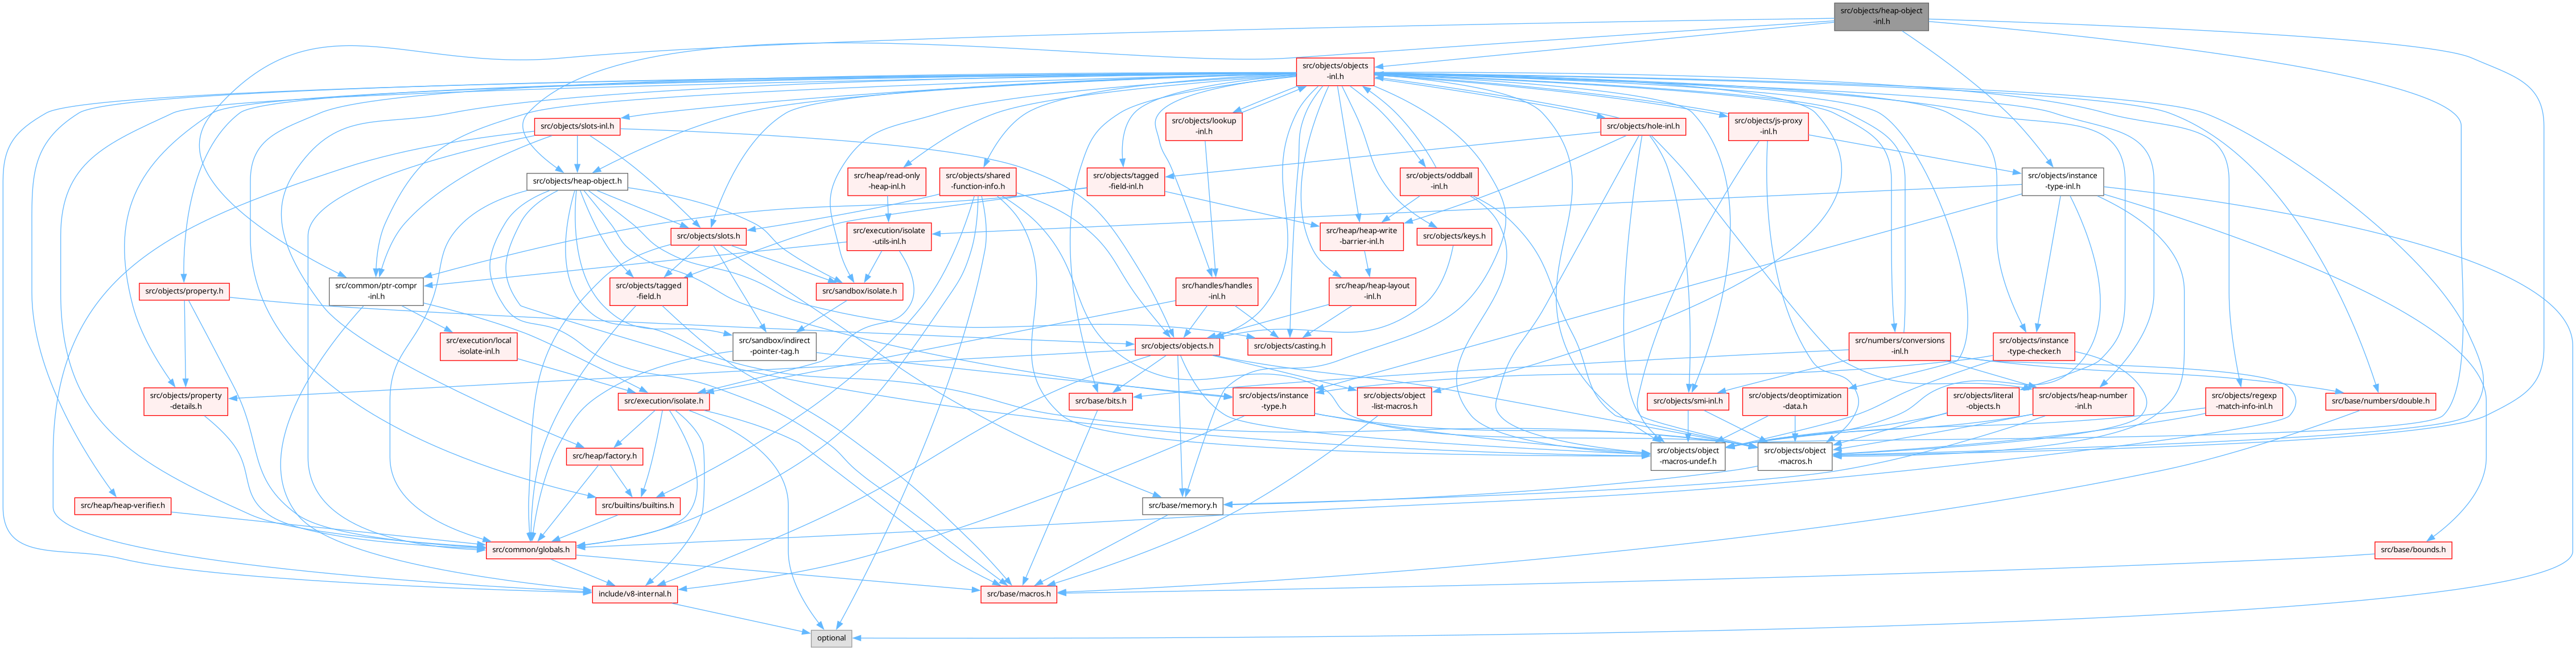 src/objects/heap-object
-inl.h
src/objects/objects
-inl.h
src/objects/slots-inl.h
src/objects/lookup
-inl.h
src/objects/hole-inl.h
src/objects/js-proxy
-inl.h
src/objects/heap-object.h
src/heap/read-only
-heap-inl.h
src/objects/shared
-function-info.h
src/objects/tagged
-field-inl.h
src/objects/oddball
-inl.h
src/objects/instance
-type-inl.h
src/objects/slots.h
src/execution/isolate
-utils-inl.h
src/heap/heap-write
-barrier-inl.h
src/objects/keys.h
src/objects/property.h
src/common/ptr-compr
-inl.h
src/objects/tagged
-field.h
src/sandbox/isolate.h
src/handles/handles
-inl.h
src/heap/heap-layout
-inl.h
src/execution/local
-isolate-inl.h
src/sandbox/indirect
-pointer-tag.h
src/objects/objects.h
src/objects/casting.h
src/numbers/conversions
-inl.h
src/objects/instance
-type-checker.h
src/objects/property
-details.h
src/execution/isolate.h
src/base/bits.h
src/objects/instance
-type.h
src/objects/object
-list-macros.h
src/objects/smi-inl.h
src/objects/deoptimization
-data.h
src/objects/literal
-objects.h
src/objects/heap-number
-inl.h
src/objects/regexp
-match-info-inl.h
src/base/numbers/double.h
src/heap/factory.h
src/objects/object
-macros-undef.h
src/objects/object
-macros.h
src/heap/heap-verifier.h
src/builtins/builtins.h
src/base/memory.h
src/common/globals.h
src/base/bounds.h
include/v8-internal.h
src/base/macros.h
optional